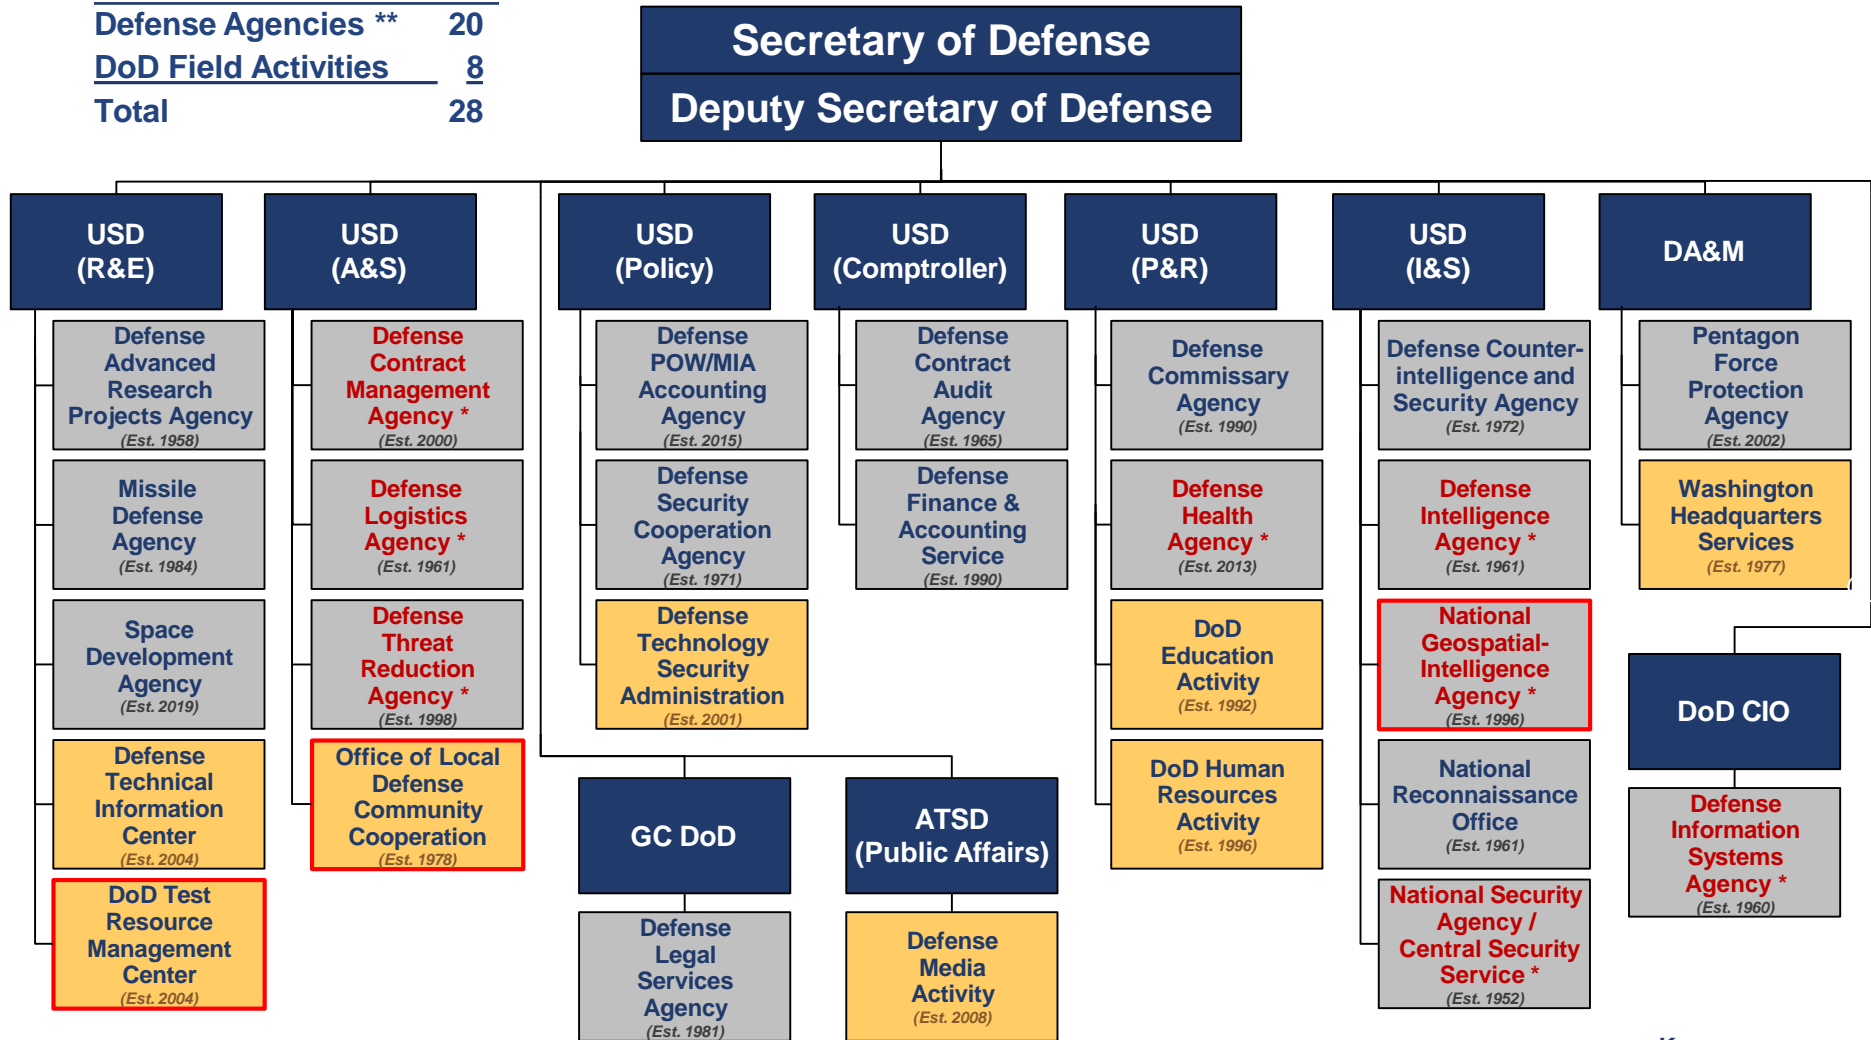 Defense Agencies ** 20
DoD Field Activities 8
Total 28
Secretary of Defense
Deputy Secretary of Defense
USD
(R&E)
Defense
Advanced
Research
Projects Agency
(Est. 1958)
Missile
Defense
Agency
(Est. 1984)
Space
Development
Agency
(Est. 2019)
Defense
Technical
Information
Center
(Est. 2004)
DoD Test
Resource
Management
Center
(Est. 2004)
USD
(A&S)
Defense
Contract
Management
Agency *
(Est. 2000)
Defense
Logistics
Agency *
(Est. 1961)
Defense
Threat
Reduction
Agency *
(Est. 1998)
Office of Local
Defense
Community
Cooperation
(Est. 1978)
USD
(Policy)
Defense
POW/MIA
Accounting
Agency
(Est. 2015)
Defense
Security
Cooperation
Agency
(Est. 1971)
Defense
Technology
Security
Administration
(Est. 2001)
USD
(Comptroller)
Defense
Contract
Audit
Agency
(Est. 1965)
Defense
Finance &
Accounting
Service
(Est. 1990)
GC DoD
Defense
Legal
Services
Agency
(Est. 1981)
ATSD
(Public Affairs)
Defense
Media
Activity
(Est. 2008)
USD
(P&R)
Defense
Commissary
Agency
(Est. 1990)
Defense
Health
Agency *
(Est. 2013)
DoD
Education
Activity
(Est. 1992)
DoD Human
Resources
Activity
(Est. 1996)
USD
(I&S)
Defense Counter-
intelligence and
Security Agency
(Est. 1972)
Defense
Intelligence
Agency *
(Est. 1961)
National
Geospatial-
Intelligence
Agency *
(Est. 1996)
National
Reconnaissance
Office
(Est. 1961)
National Security
Agency /
Central Security
Service *
(Est. 1952)
DA&M
Pentagon
Force
Protection
Agency
(Est. 2002)
Washington
Headquarters
Services
(Est. 1977)
DoD CIO
Defense
Information
Systems
Agency *
(Est. 1960)